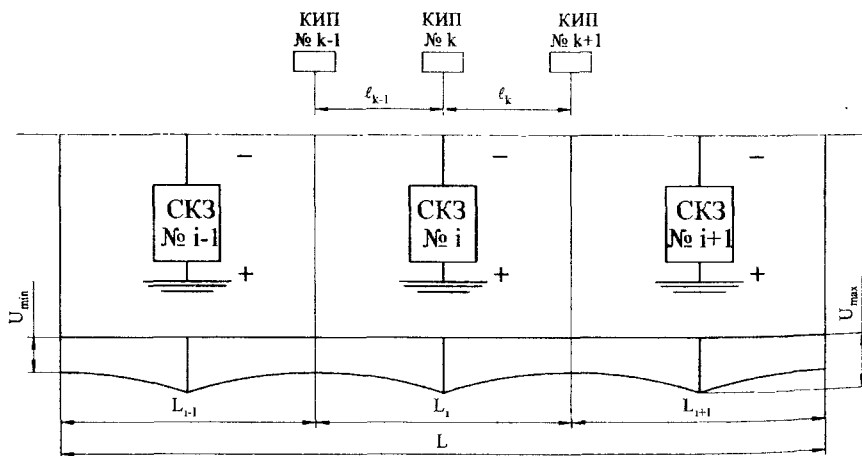 КИП
№ k-1
КИП
№ k
КИП
№ k+1
ℓk-1
ℓk
−
−
−
СКЗ
№ i-1
СКЗ
№ i
СКЗ
№ i+1
+
+
+
Umin
Umax
Li-1
Li
Li+1
L